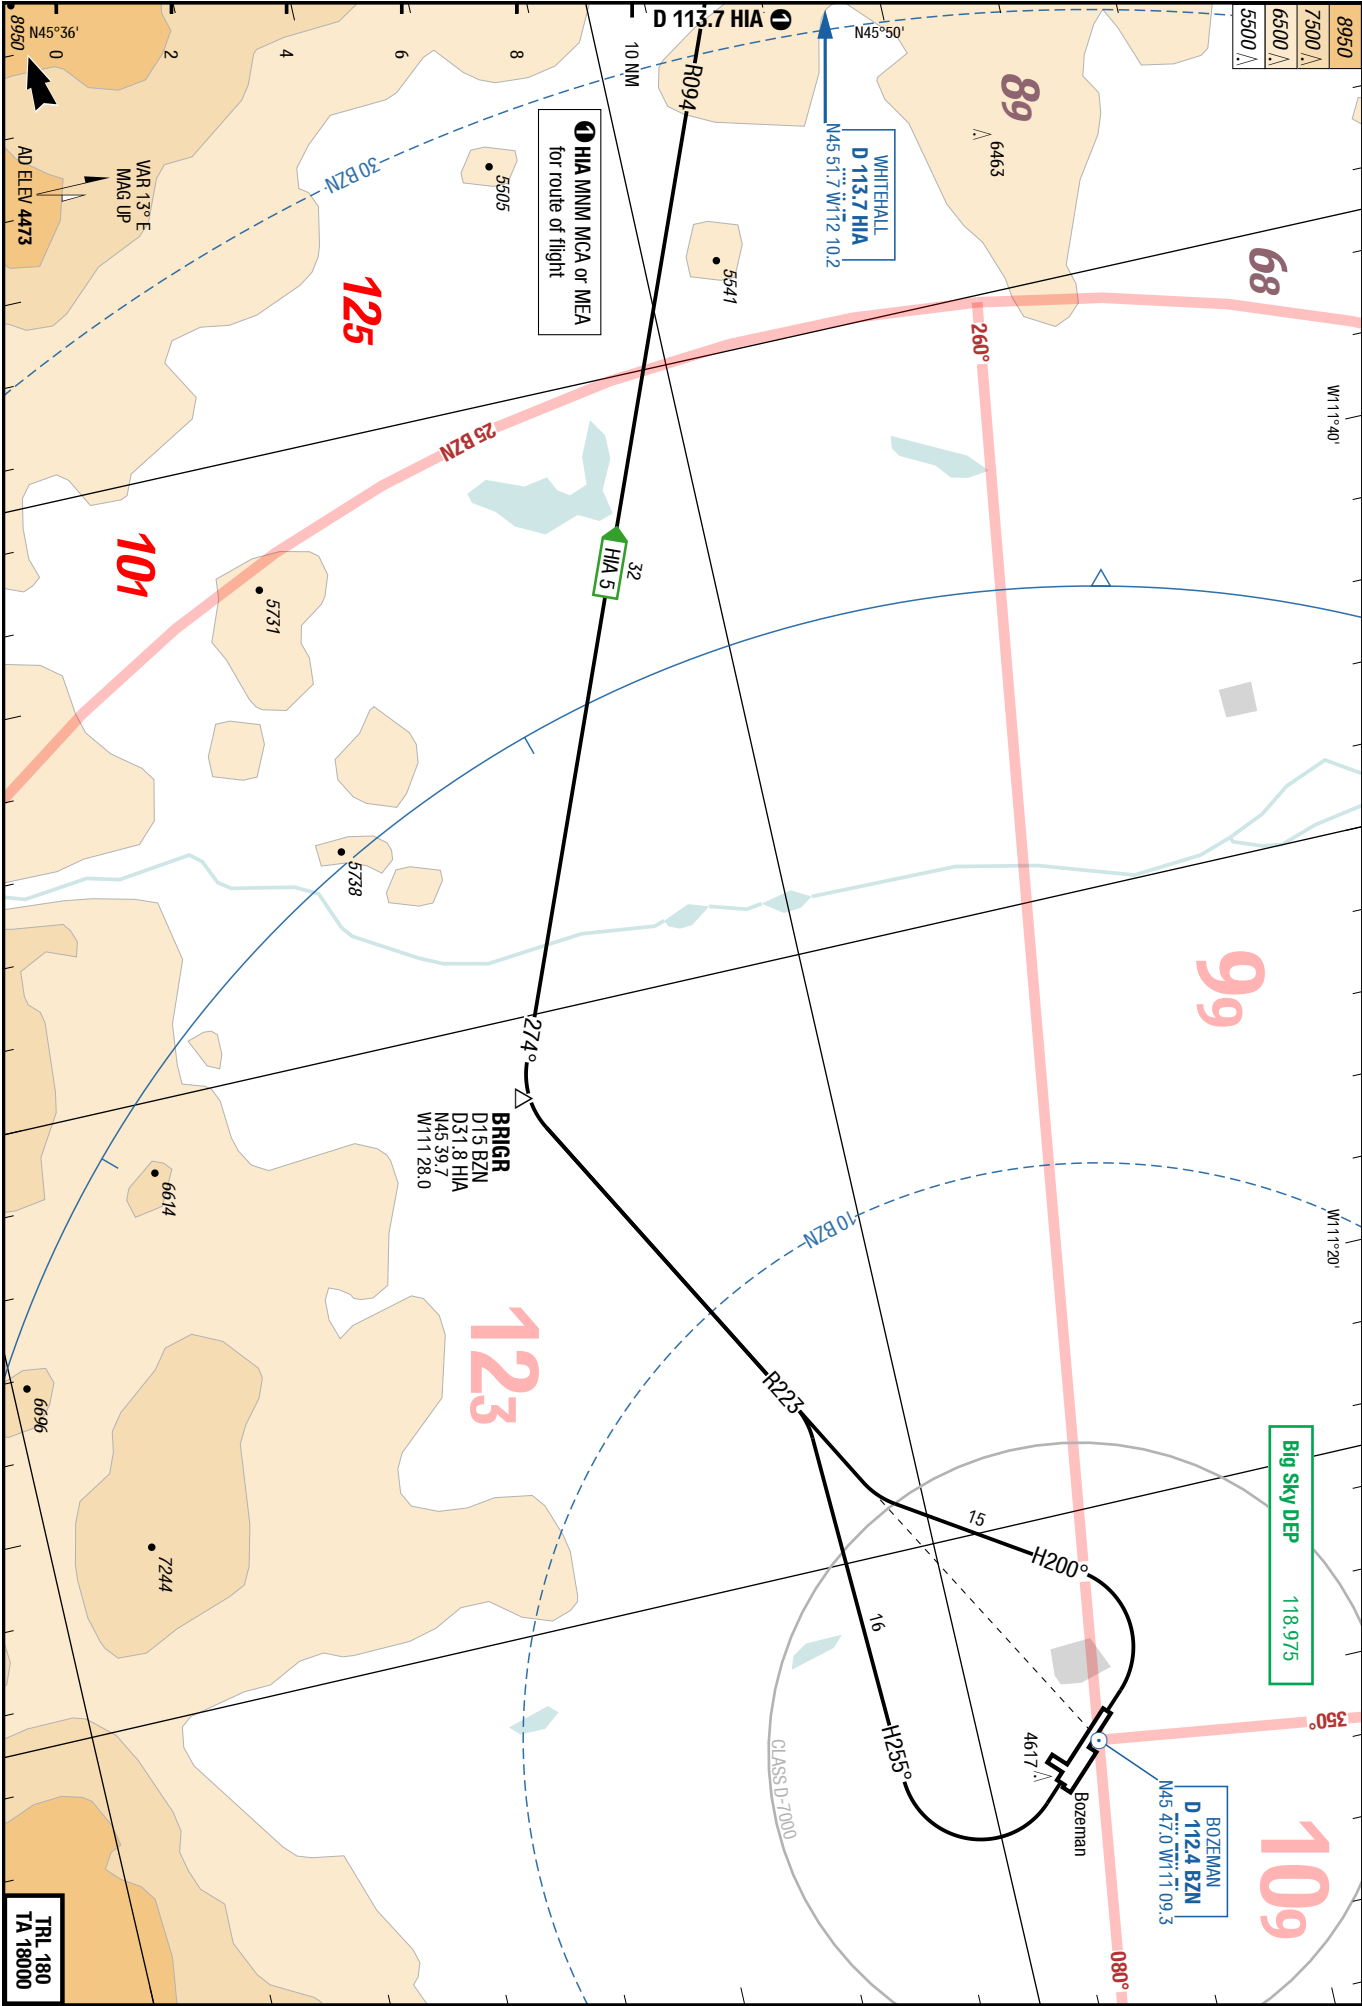 8950
7500
6500
5500
N45°36'
8950
0
2
4
6
8
10 NM
D 113.7 HIA ❶
R094
N45°50'
WHITEHALL
D 113.7 HIA
N45 51.7 W112 10.2
89
6463
68
❶ HIA MNM MCA or MEA
for route of flight
5505
5541
30 BZN
VAR 13° E
MAG UP
AD ELEV 4473
125
101
25 BZN
260°
W111°40'
32
HIA 5
5731
5738
99
274°
BRIGR
D15 BZN
D31.8 HIA
N45 39.7
W111 28.0
6614
6696
7244
123
10 BZN
W111°20'
R223
15
H200°
16
H255°
Big Sky DEP 118.975
350°
4617
Bozeman
BOZEMAN
D 112.4 BZN
N45 47.0 W111 09.3
CLASS D-7000
109
080°
TRL 180
TA 18000